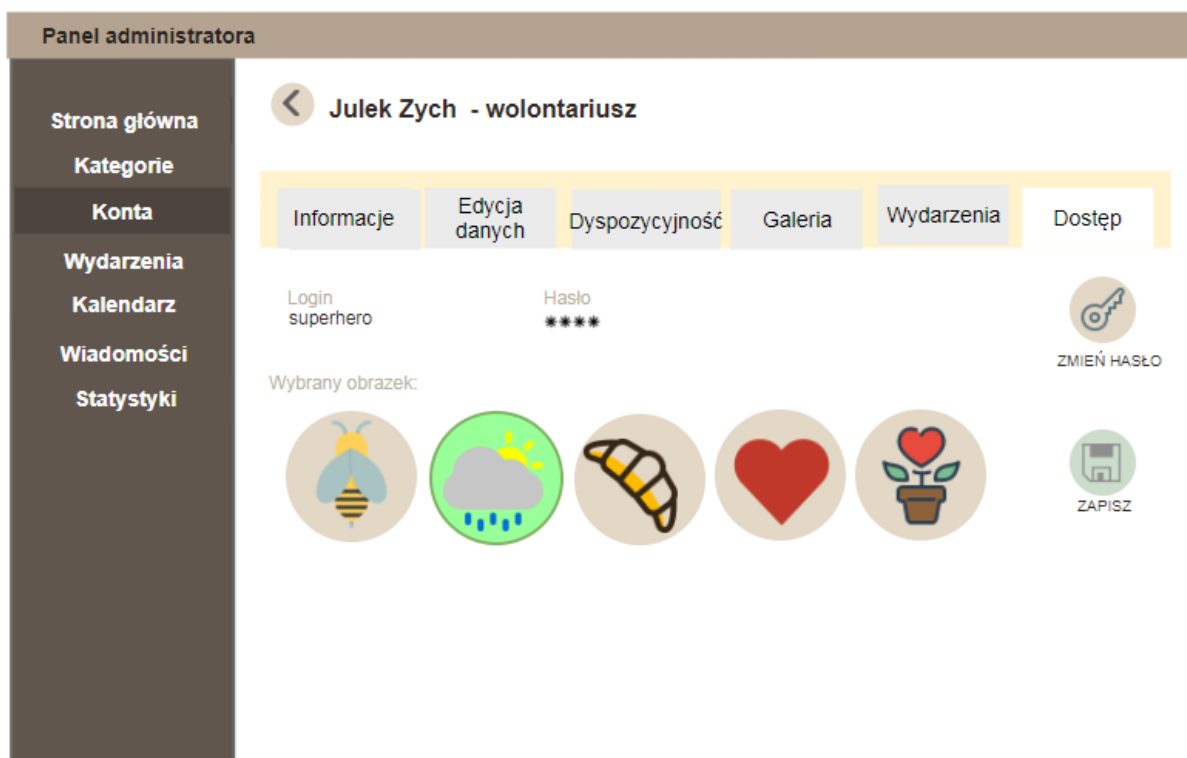 Panel administratora
Strona główna
Kategorie
Konta
Wydarzenia
Kalendarz
Wiadomości
Statystyki
Julek Zych - wolontariusz
Informacje
Edycja
danych
Dyspozycyjność
Galeria
Wydarzenia
Dostęp
Login
superhero
Hasło
****
ZMIEŃ HASŁO
Wybrany obrazek:
ZAPISZ